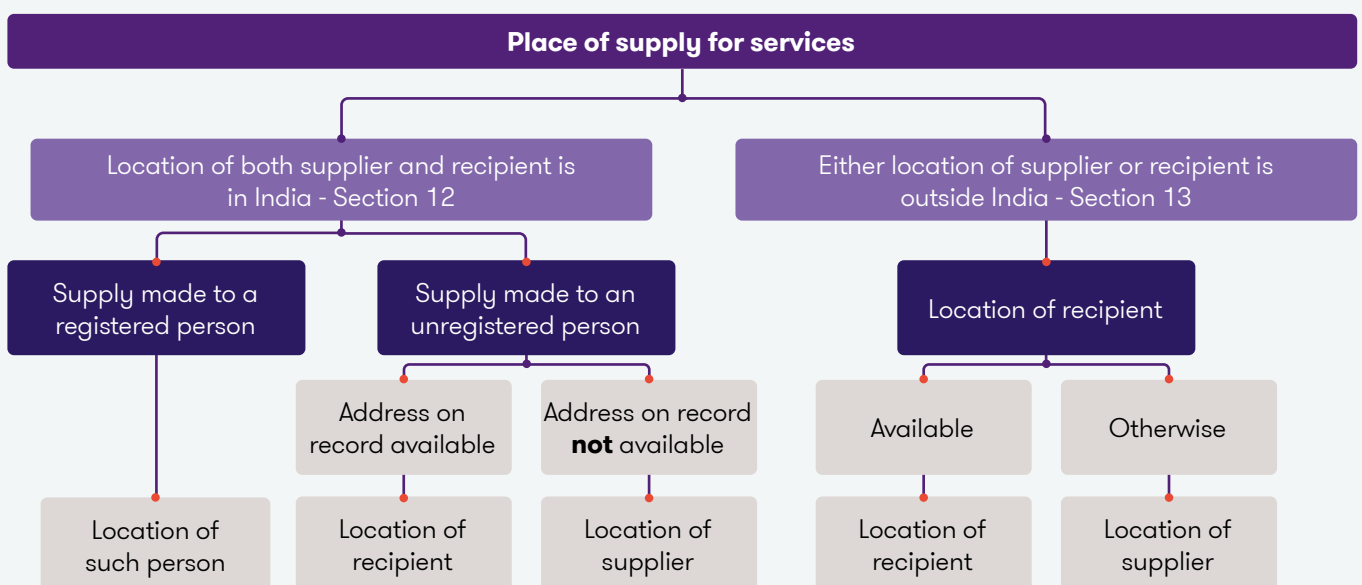 Place of supply for services
Location of both supplier and recipient is
in India - Section 12
Either location of supplier or recipient is
outside India - Section 13
Supply made to a
registered person
Supply made to an
unregistered person
Location of recipient
Address on
record available
Address on record
not available
Available
Otherwise
Location of
such person
Location of
recipient
Location of
supplier
Location of
recipient
Location of
supplier